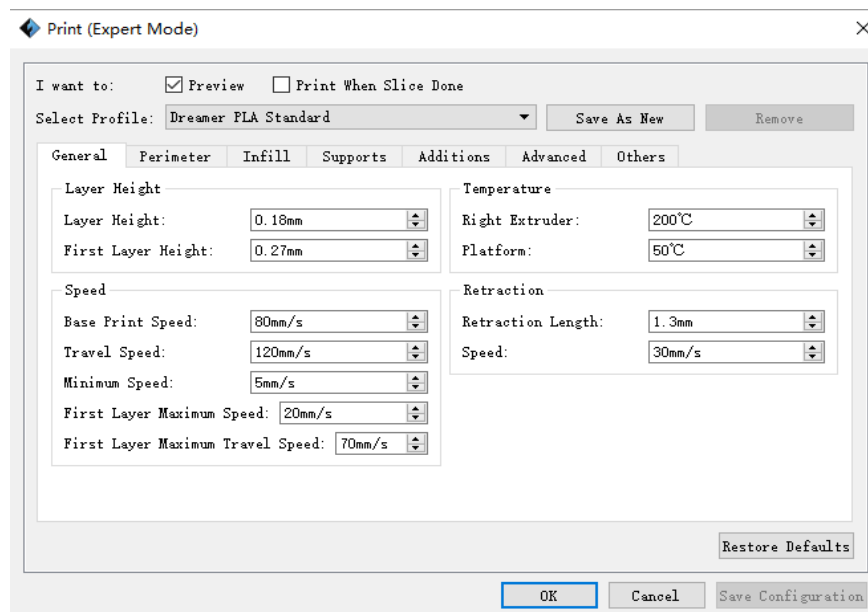 Print (Expert Mode)
I want to: Preview Print When Slice Done
Select Profile: Dreamer PLA Standard Save As New Remove
General Perimeter Infill Supports Additions Advanced Others
Layer Height
Layer Height: 0.18mm
First Layer Height: 0.27mm
Speed
Base Print Speed: 80mm/s
Travel Speed: 120mm/s
Minimum Speed: 5mm/s
First Layer Maximum Speed: 20mm/s
First Layer Maximum Travel Speed: 70mm/s
Temperature
Right Extruder: 200℃
Platform: 50℃
Retraction
Retraction Length: 1.3mm
Speed: 30mm/s
Restore Defaults
OK Cancel Save Configuration